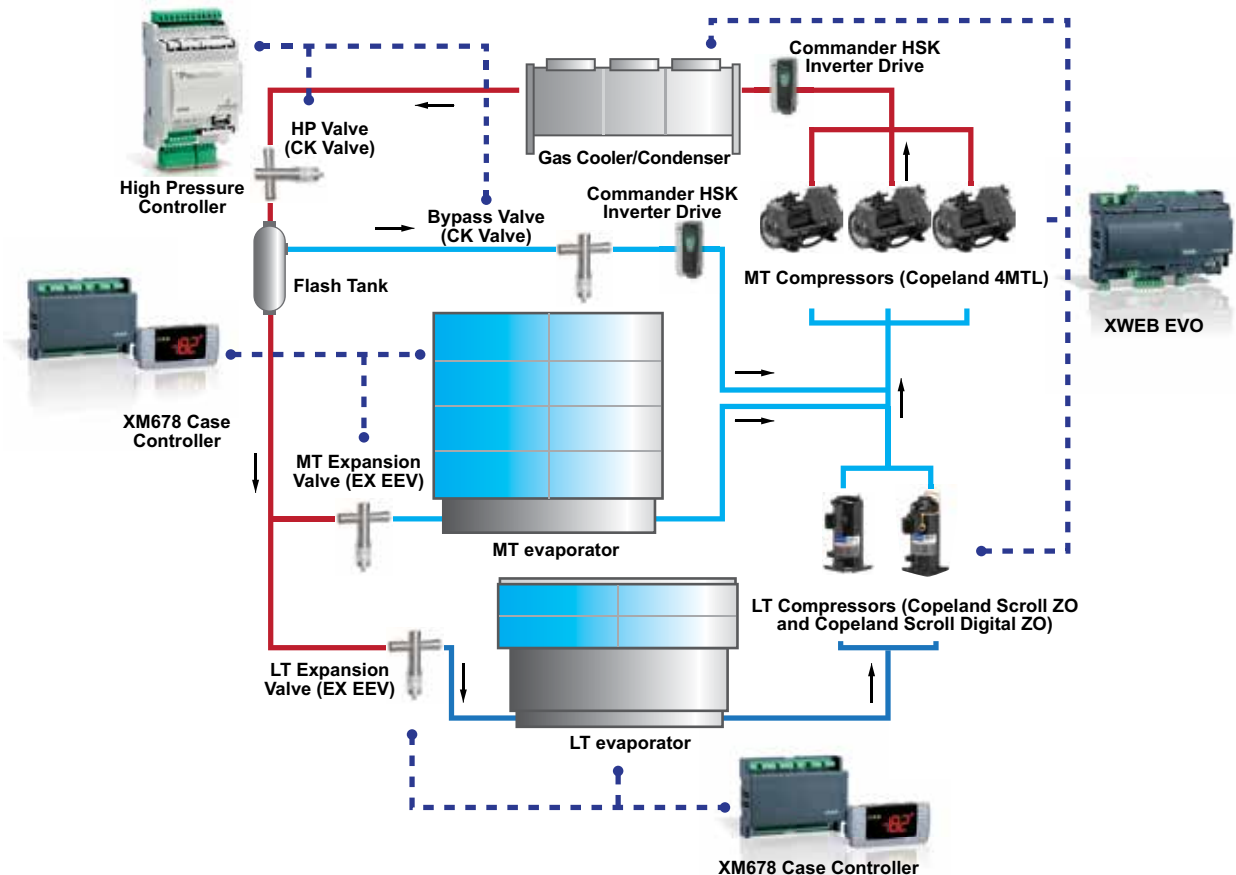 Commander HSK
Inverter Drive
HP Valve
(CK Valve)
Gas Cooler/Condenser
High Pressure
Controller
Commander HSK
Inverter Drive
Bypass Valve
(CK Valve)
Flash Tank
MT Compressors (Copeland 4MTL)
XWEB EVO
XM678 Case
Controller
MT Expansion
Valve (EX EEV)
MT evaporator
LT Compressors (Copeland Scroll ZO
and Copeland Scroll Digital ZO)
LT Expansion
Valve (EX EEV)
LT evaporator
XM678 Case Controller